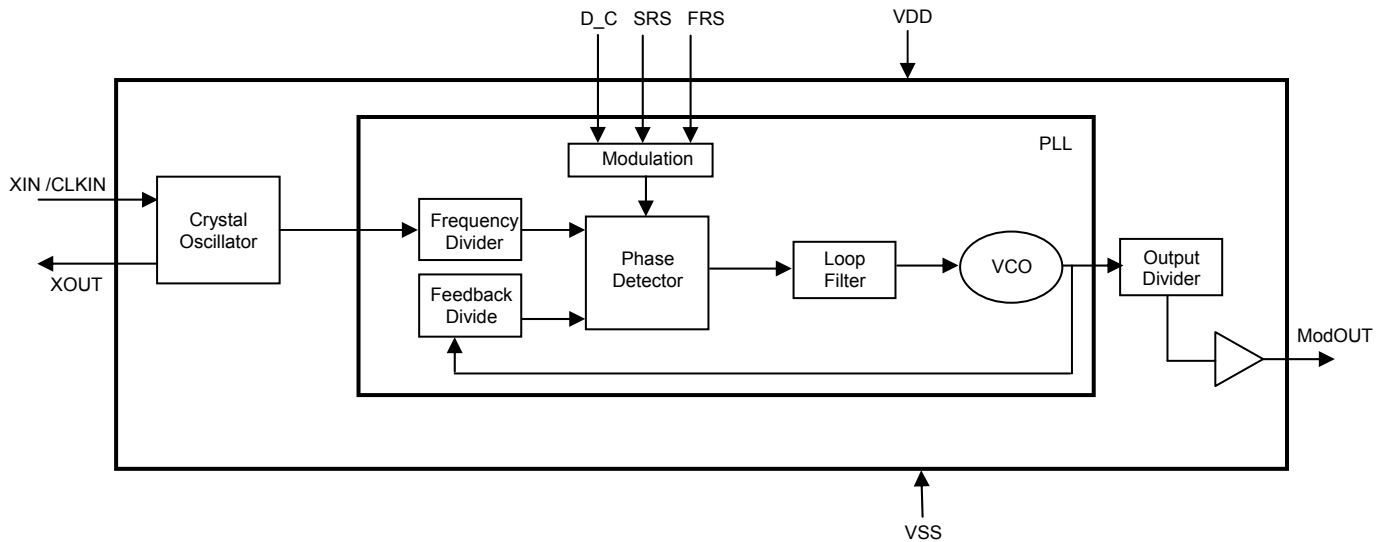 D_C SRS FRS
VDD
PLL
Modulation
XIN /CLKIN
Crystal
Oscillator
XOUT
Frequency
Divider
Feedback
Divide
Phase
Detector
Loop
Filter
VCO
Output
Divider
ModOUT
VSS